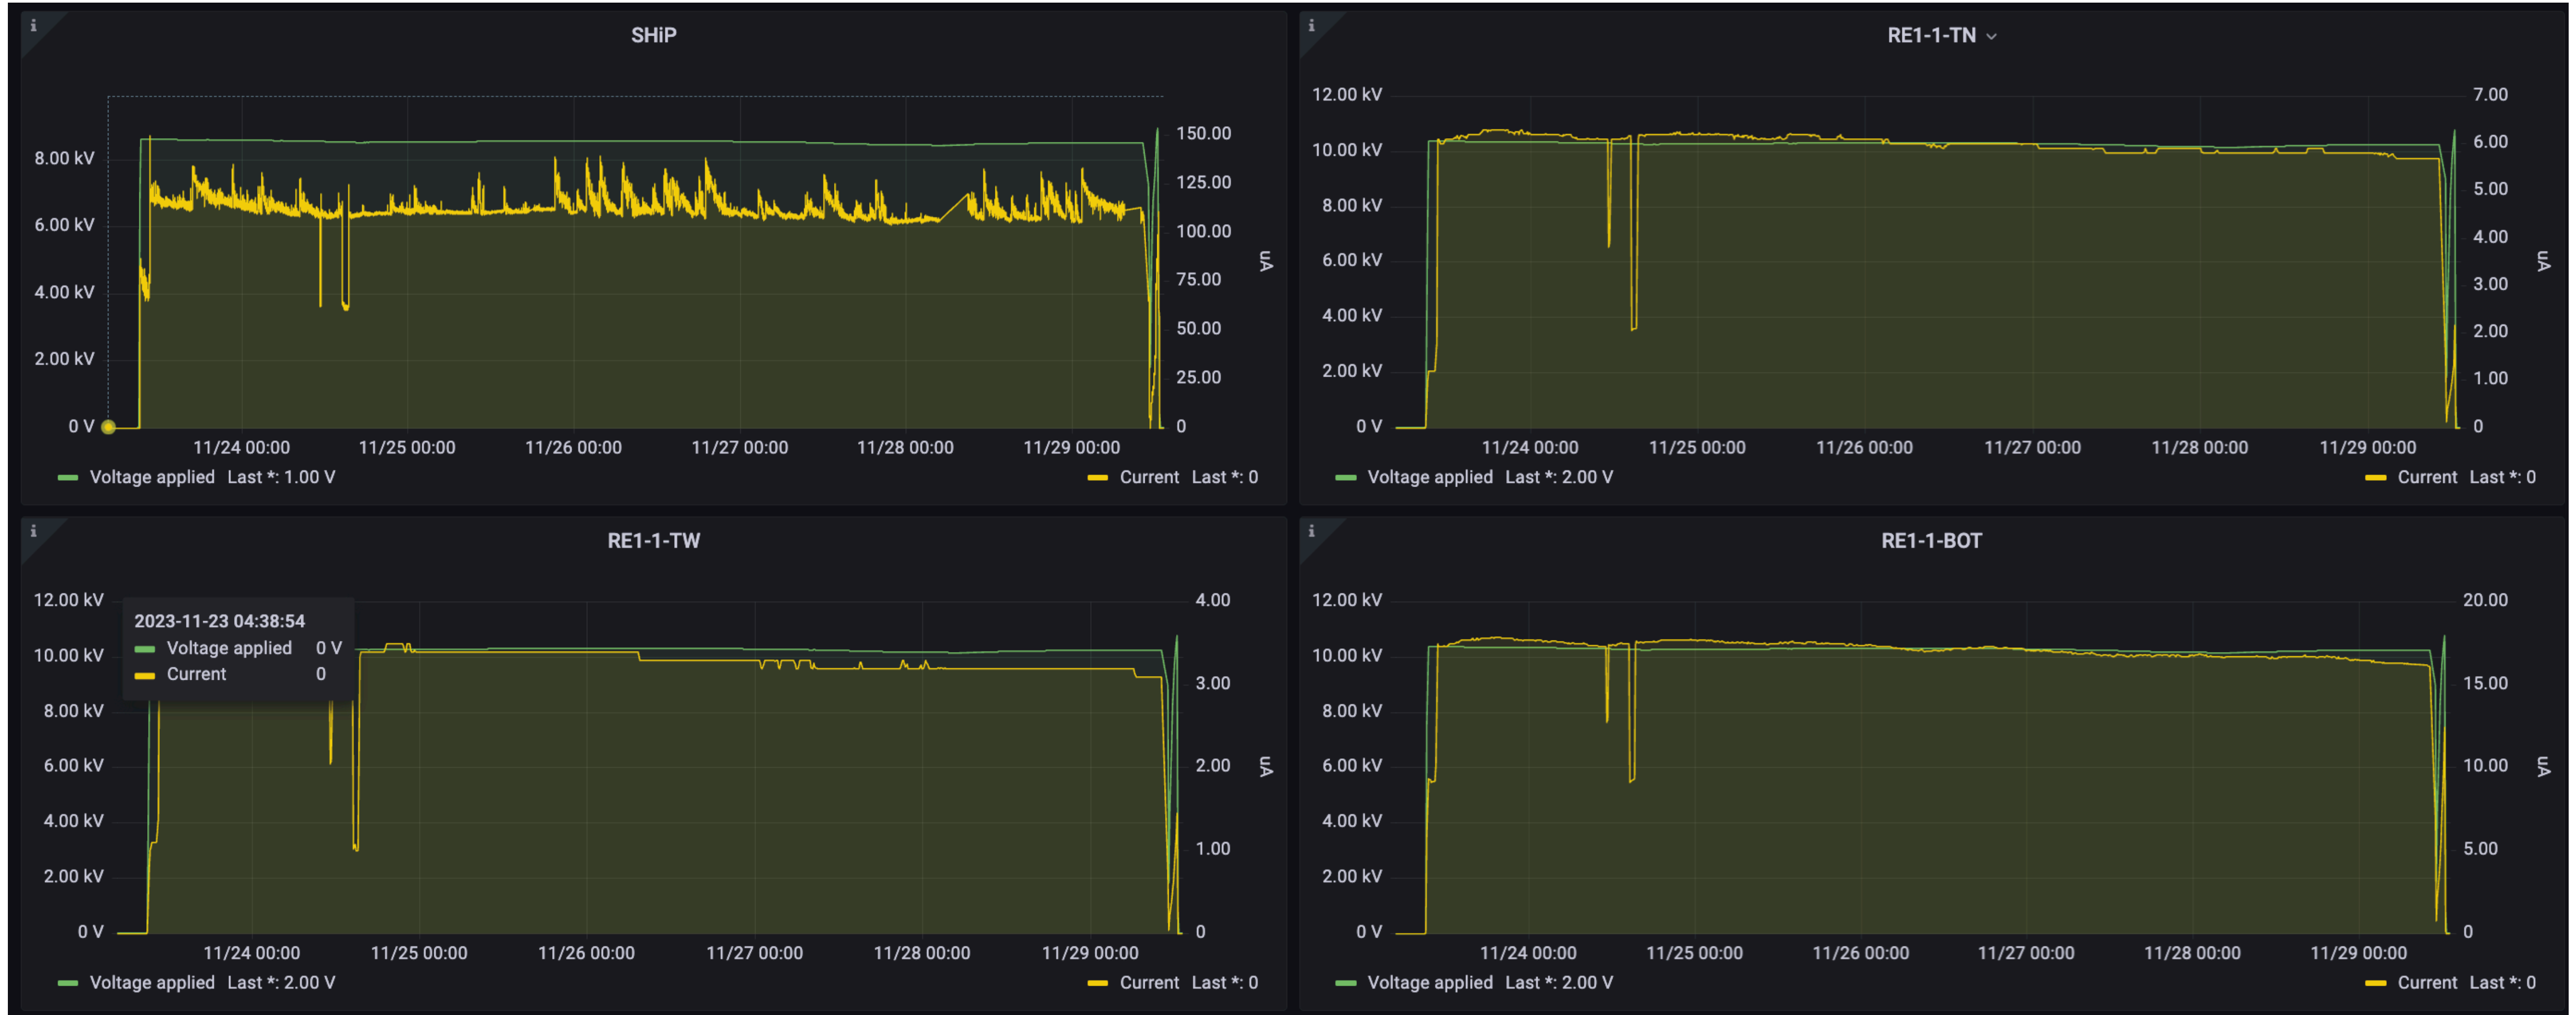 SHiP
8.00 kV
6.00 kV
4.00 kV
2.00 kV
0 V
150.00
125.00
100.00
75.00
50.00
25.00
0
uA
11/24 00:00 11/25 00:00 11/26 00:00 11/27 00:00 11/28 00:00 11/29 00:00
Voltage applied Last *: 1.00 V Current Last *: 0
RE1-1-TN
12.00 kV
10.00 kV
8.00 kV
6.00 kV
4.00 kV
2.00 kV
0 V
7.00
6.00
5.00
4.00
3.00
2.00
1.00
0
uA
11/24 00:00 11/25 00:00 11/26 00:00 11/27 00:00 11/28 00:00 11/29 00:00
Voltage applied Last *: 2.00 V Current Last *: 0
RE1-1-TW
12.00 kV
10.00 kV
8.00 kV
6.00 kV
4.00 kV
2.00 kV
0 V
2023-11-23 04:38:54
Voltage applied 0 V
Current 0
4.00
3.00
2.00
1.00
0
uA
11/24 00:00 11/25 00:00 11/26 00:00 11/27 00:00 11/28 00:00 11/29 00:00
Voltage applied Last *: 2.00 V Current Last *: 0
RE1-1-BOT
12.00 kV
10.00 kV
8.00 kV
6.00 kV
4.00 kV
2.00 kV
0 V
20.00
15.00
10.00
5.00
0
uA
11/24 00:00 11/25 00:00 11/26 00:00 11/27 00:00 11/28 00:00 11/29 00:00
Voltage applied Last *: 2.00 V Current Last *: 0